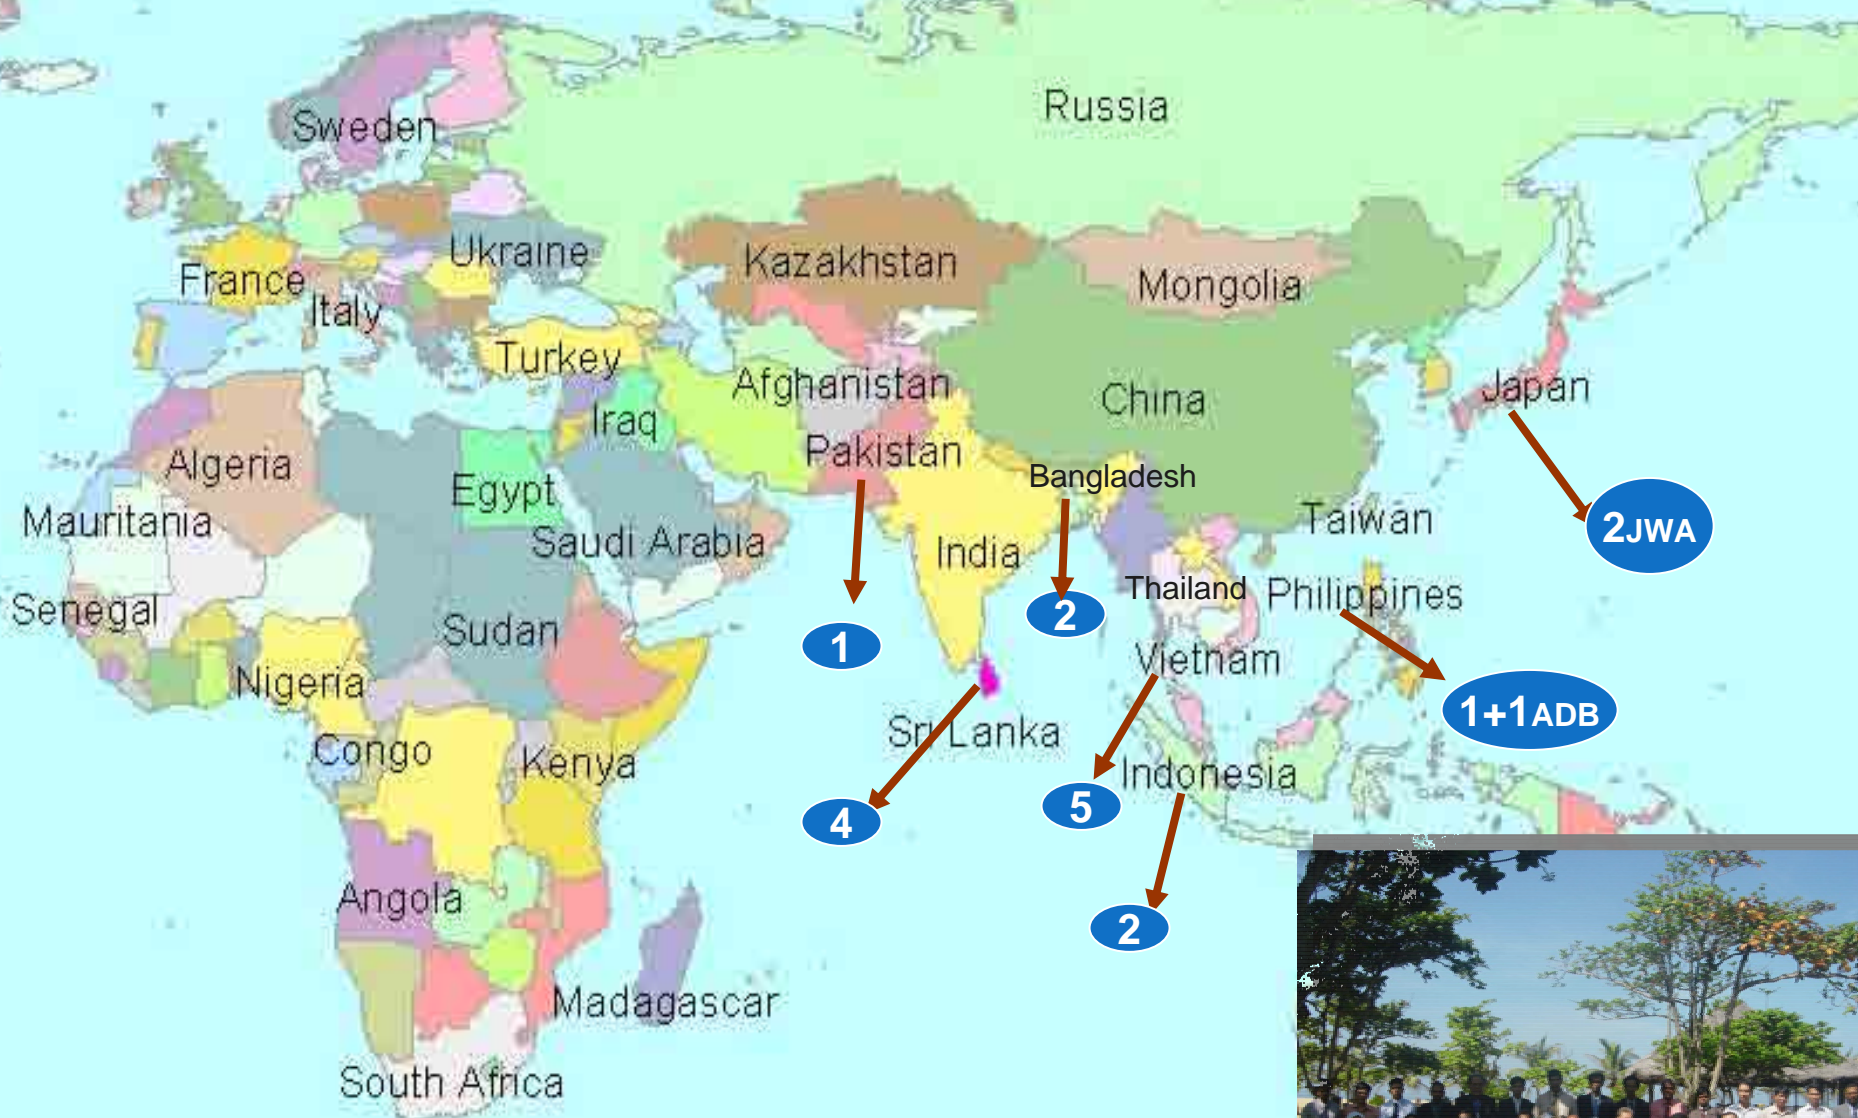 Russia
Sweden
Ukraine
Kazakhstan
France
Mongolia
Italy
Turkey
Afghanistan
Japan
China
Iraq
Pakistan
Algeria
Bangladesh
Egypt
Mauritania
Taiwan
2JWA
Saudi Arabia
India
Thailand
Philippines
Senegal
2
Sudan
1
Vietnam
Nigeria
1+1ADB
Sri Lanka
Congo
Kenya
Indonesia
5
4
Angola
2
Madagascar
South Africa